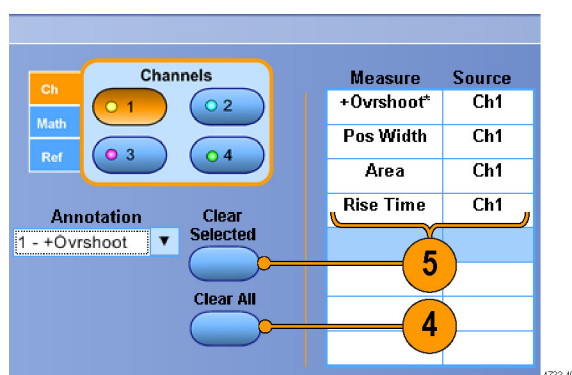 Channels
Ch
Math
Ref
1
2
3
4
Annotation
1 - +Ovrshoot
Clear
Selected
Clear All
Measure Source
+Ovrshoot* Ch1
Pos Width Ch1
Area Ch1
Rise Time Ch1
5
4